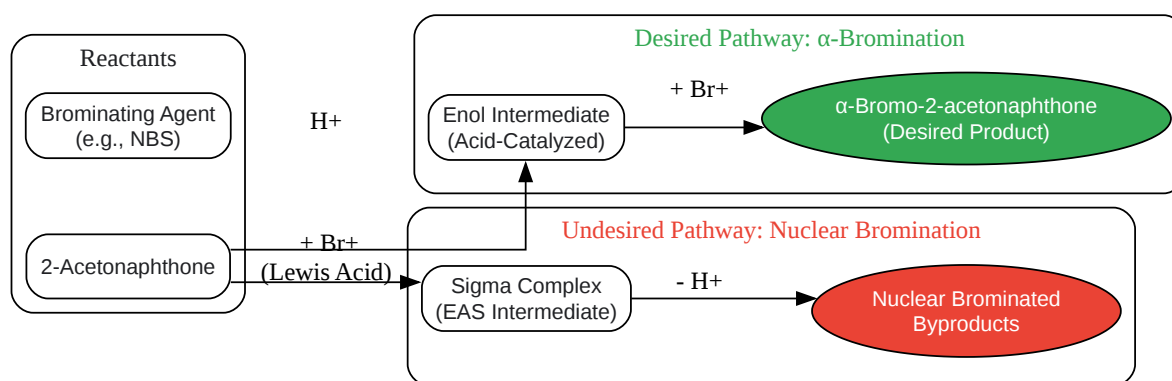 Reactants
Brominating Agent
(e.g., NBS)
2-Acetonaphthone
H+
+ Br+
(Lewis Acid)
Desired Pathway: α-Bromination
Enol Intermediate
(Acid-Catalyzed)
+ Br+
α-Bromo-2-acetonaphthone
(Desired Product)
Undesired Pathway: Nuclear Bromination
Sigma Complex
(EAS Intermediate)
- H+
Nuclear Brominated
Byproducts